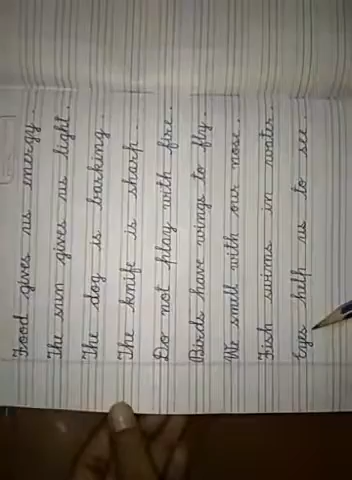 Food gives us energy.
The sun gives us light.
The dog is barking.
The knife is sharp.
Do not play with fire.
Birds have wings to fly.
We smell with our nose.
Fish swims in water.
Eyes help us to see.